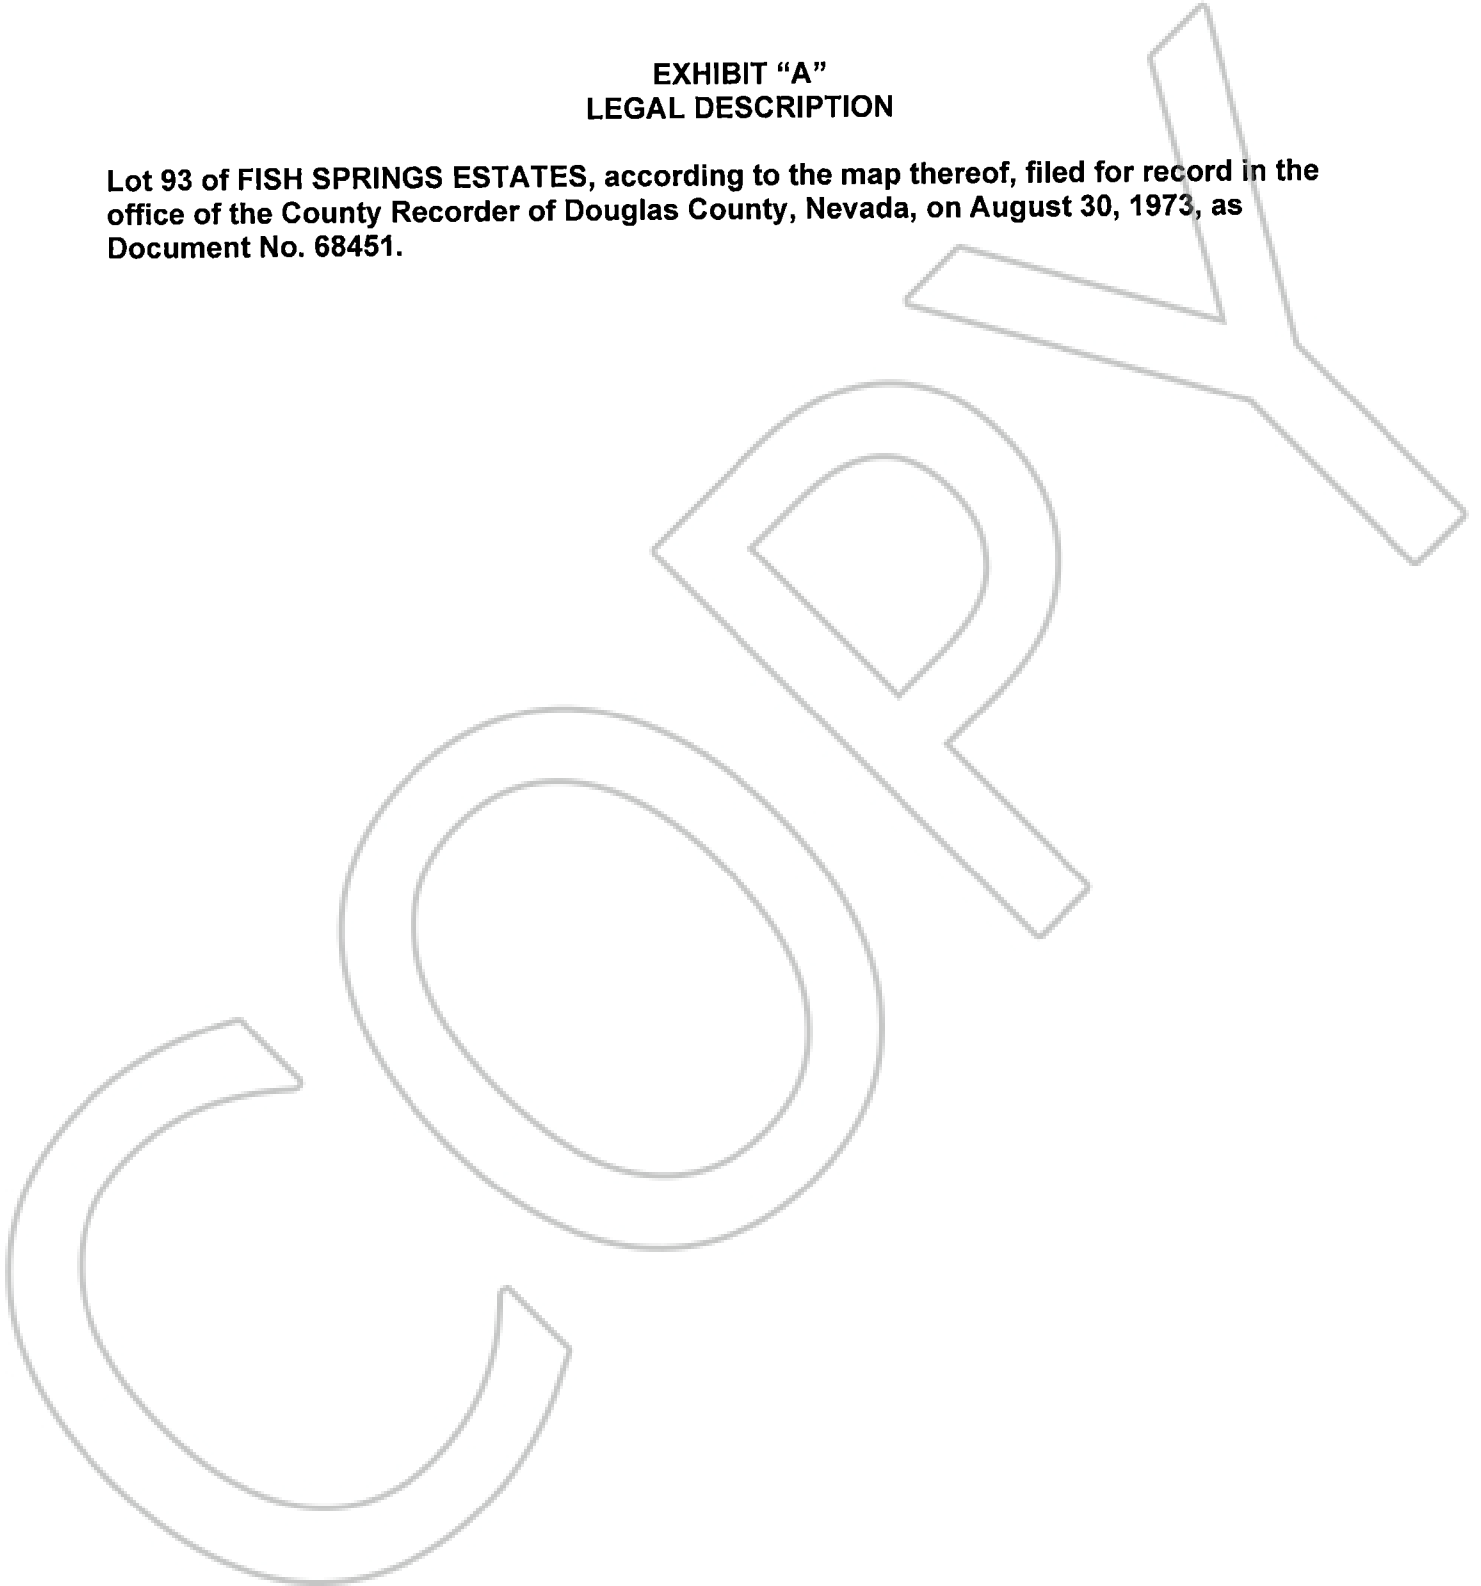 EXHIBIT “A”
LEGAL DESCRIPTION
Lot 93 of FISH SPRINGS ESTATES, according to the map thereof, filed for record in the
office of the County Recorder of Douglas County, Nevada, on August 30, 1973, as
Document No. 68451.
COPY